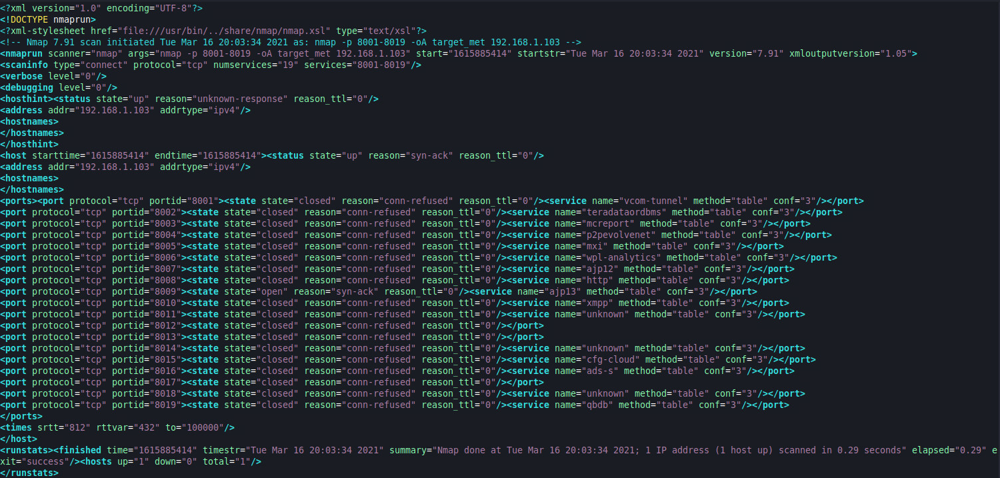 <?xml version="1.0" encoding="UTF-8"?>
<!DOCTYPE nmaprun>
<?xml-stylesheet href="file:///usr/bin/../share/nmap/nmap.xsl" type="text/xsl"?>
<!-- Nmap 7.91 scan initiated Tue Mar 16 20:03:34 2021 as: nmap -p 8001-8019 -oA target_met 192.168.1.103 -->
<nmaprun scanner="nmap" args="nmap -p 8001-8019 -oA target_met 192.168.1.103" start="1615885414" startstr="Tue Mar 16 20:03:34 2021" version="7.91" xmloutputversion="1.05">
<scaninfo type="connect" protocol="tcp" numservices="19" services="8001-8019"/>
<verbose level="0"/>
<debugging level="0"/>
<hosthint><status state="up" reason="unknown-response" reason_ttl="0"/>
<address addr="192.168.1.103" addrtype="ipv4"/>
<hostnames>
</hostnames>
</hosthint>
<host starttime="1615885414" endtime="1615885414"><status state="up" reason="syn-ack" reason_ttl="0"/>
<address addr="192.168.1.103" addrtype="ipv4"/>
<hostnames>
</hostnames>
<ports><port protocol="tcp" portid="8001"><state state="closed" reason="conn-refused" reason_ttl="0"/><service name="vcom-tunnel" method="table" conf="3"/></port>
<port protocol="tcp" portid="8002"><state state="closed" reason="conn-refused" reason_ttl="0"/><service name="teradataordbms" method="table" conf="3"/></port>
<port protocol="tcp" portid="8003"><state state="closed" reason="conn-refused" reason_ttl="0"/><service name="mcreport" method="table" conf="3"/></port>
<port protocol="tcp" portid="8004"><state state="closed" reason="conn-refused" reason_ttl="0"/><service name="p2pevolvenet" method="table" conf="3"/></port>
<port protocol="tcp" portid="8005"><state state="closed" reason="conn-refused" reason_ttl="0"/><service name="mxi" method="table" conf="3"/></port>
<port protocol="tcp" portid="8006"><state state="closed" reason="conn-refused" reason_ttl="0"/><service name="wpl-analytics" method="table" conf="3"/></port>
<port protocol="tcp" portid="8007"><state state="closed" reason="conn-refused" reason_ttl="0"/><service name="ajp12" method="table" conf="3"/></port>
<port protocol="tcp" portid="8008"><state state="closed" reason="conn-refused" reason_ttl="0"/><service name="http" method="table" conf="3"/></port>
<port protocol="tcp" portid="8009"><state state="open" reason="syn-ack" reason_ttl="0"/><service name="ajp13" method="table" conf="3"/></port>
<port protocol="tcp" portid="8010"><state state="closed" reason="conn-refused" reason_ttl="0"/><service name="xmpp" method="table" conf="3"/></port>
<port protocol="tcp" portid="8011"><state state="closed" reason="conn-refused" reason_ttl="0"/><service name="unknown" method="table" conf="3"/></port>
<port protocol="tcp" portid="8012"><state state="closed" reason="conn-refused" reason_ttl="0"/></port>
<port protocol="tcp" portid="8013"><state state="closed" reason="conn-refused" reason_ttl="0"/></port>
<port protocol="tcp" portid="8014"><state state="closed" reason="conn-refused" reason_ttl="0"/><service name="unknown" method="table" conf="3"/></port>
<port protocol="tcp" portid="8015"><state state="closed" reason="conn-refused" reason_ttl="0"/><service name="cfg-cloud" method="table" conf="3"/></port>
<port protocol="tcp" portid="8016"><state state="closed" reason="conn-refused" reason_ttl="0"/><service name="ads-s" method="table" conf="3"/></port>
<port protocol="tcp" portid="8017"><state state="closed" reason="conn-refused" reason_ttl="0"/></port>
<port protocol="tcp" portid="8018"><state state="closed" reason="conn-refused" reason_ttl="0"/><service name="unknown" method="table" conf="3"/></port>
<port protocol="tcp" portid="8019"><state state="closed" reason="conn-refused" reason_ttl="0"/><service name="qbdb" method="table" conf="3"/></port>
</ports>
<times srtt="812" rttvar="432" to="100000"/>
</host>
<runstats><finished time="1615885414" timestr="Tue Mar 16 20:03:34 2021" summary="Nmap done at Tue Mar 16 20:03:34 2021; 1 IP address (1 host up) scanned in 0.29 seconds" elapsed="0.29" e
xit="success"/><hosts up="1" down="0" total="1"/>
</runstats>